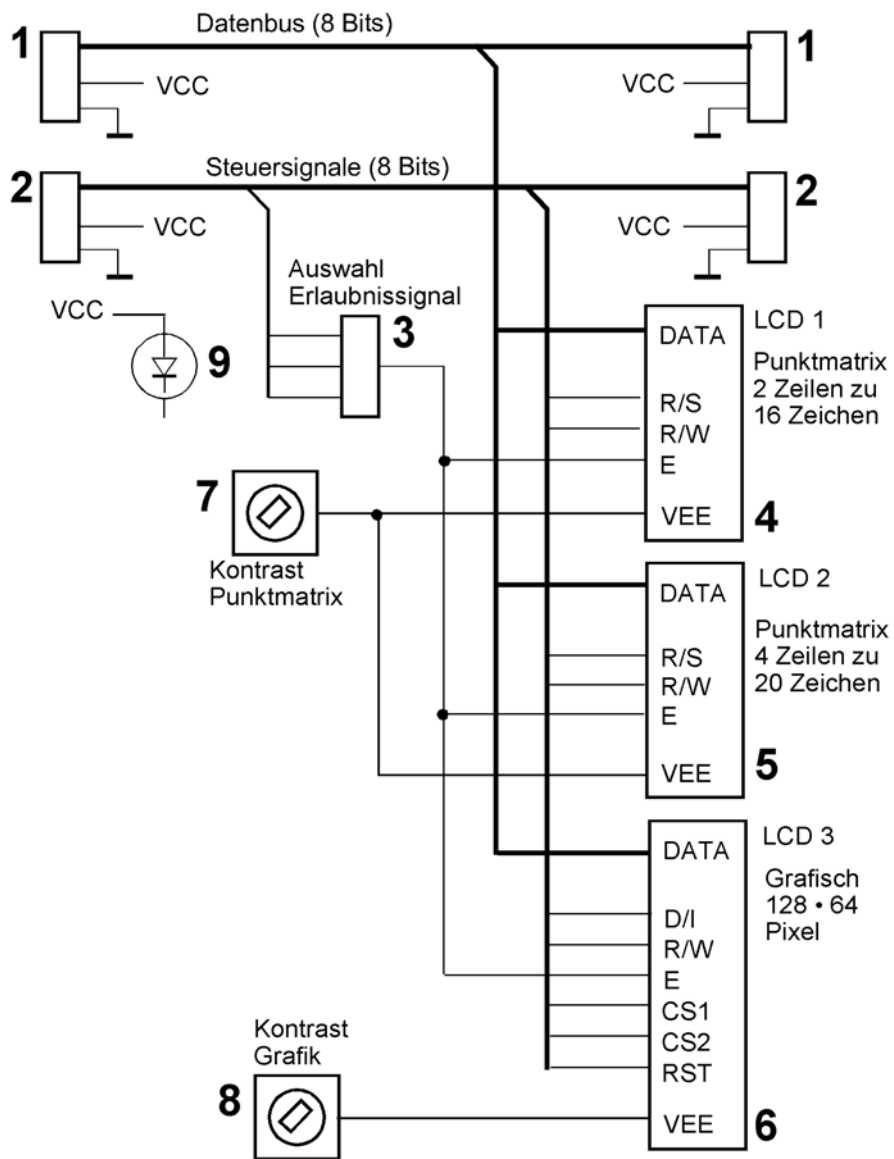 Datenbus (8 Bits)
1
1
VCC
VCC
Steuersignale (8 Bits)
2
2
VCC
VCC
Auswahl
Erlaubnissignal
VCC
9
3
DATA
R/S
R/W
E
VEE
LCD 1
Punktmatrix
2 Zeilen zu
16 Zeichen
4
7
Kontrast
Punktmatrix
DATA
R/S
R/W
E
VEE
LCD 2
Punktmatrix
4 Zeilen zu
20 Zeichen
5
DATA
D/I
R/W
E
CS1
CS2
RST
VEE
LCD 3
Grafisch
128 • 64
Pixel
6
Kontrast
Grafik
8